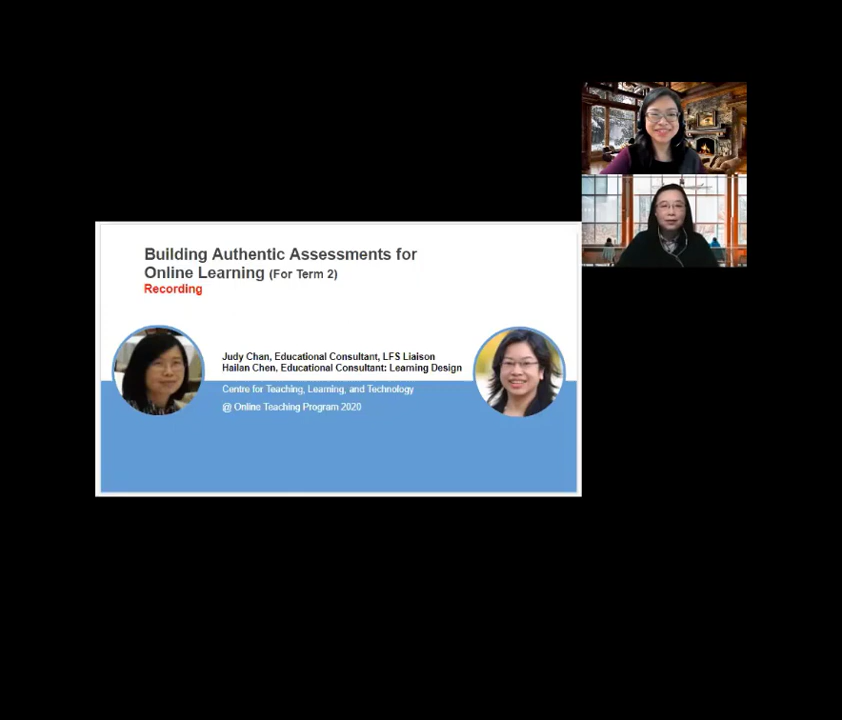 Building Authentic Assessments for
Online Learning (For Term 2)
Recording
Judy Chan, Educational Consultant, LFS Liaison
Hailan Chen, Educational Consultant: Learning Design
Centre for Teaching, Learning, and Technology
@ Online Teaching Program 2020